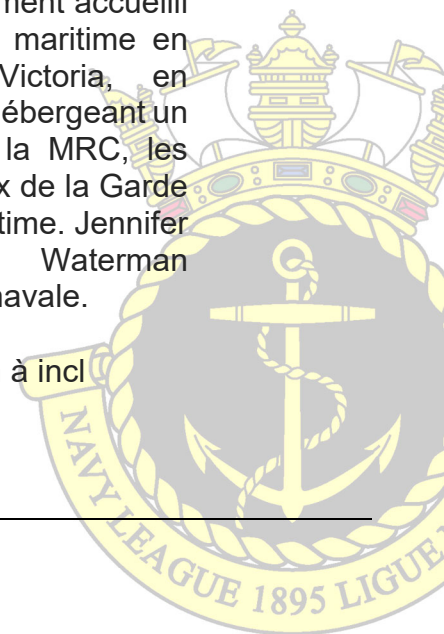 ment accueilli
maritime en
Victoria, en
ébergeant un
la MRC, les
x de la Garde
time. Jennifer
Waterman
navale.
à incl
NAVY LEAGUE 1895 LIGUE